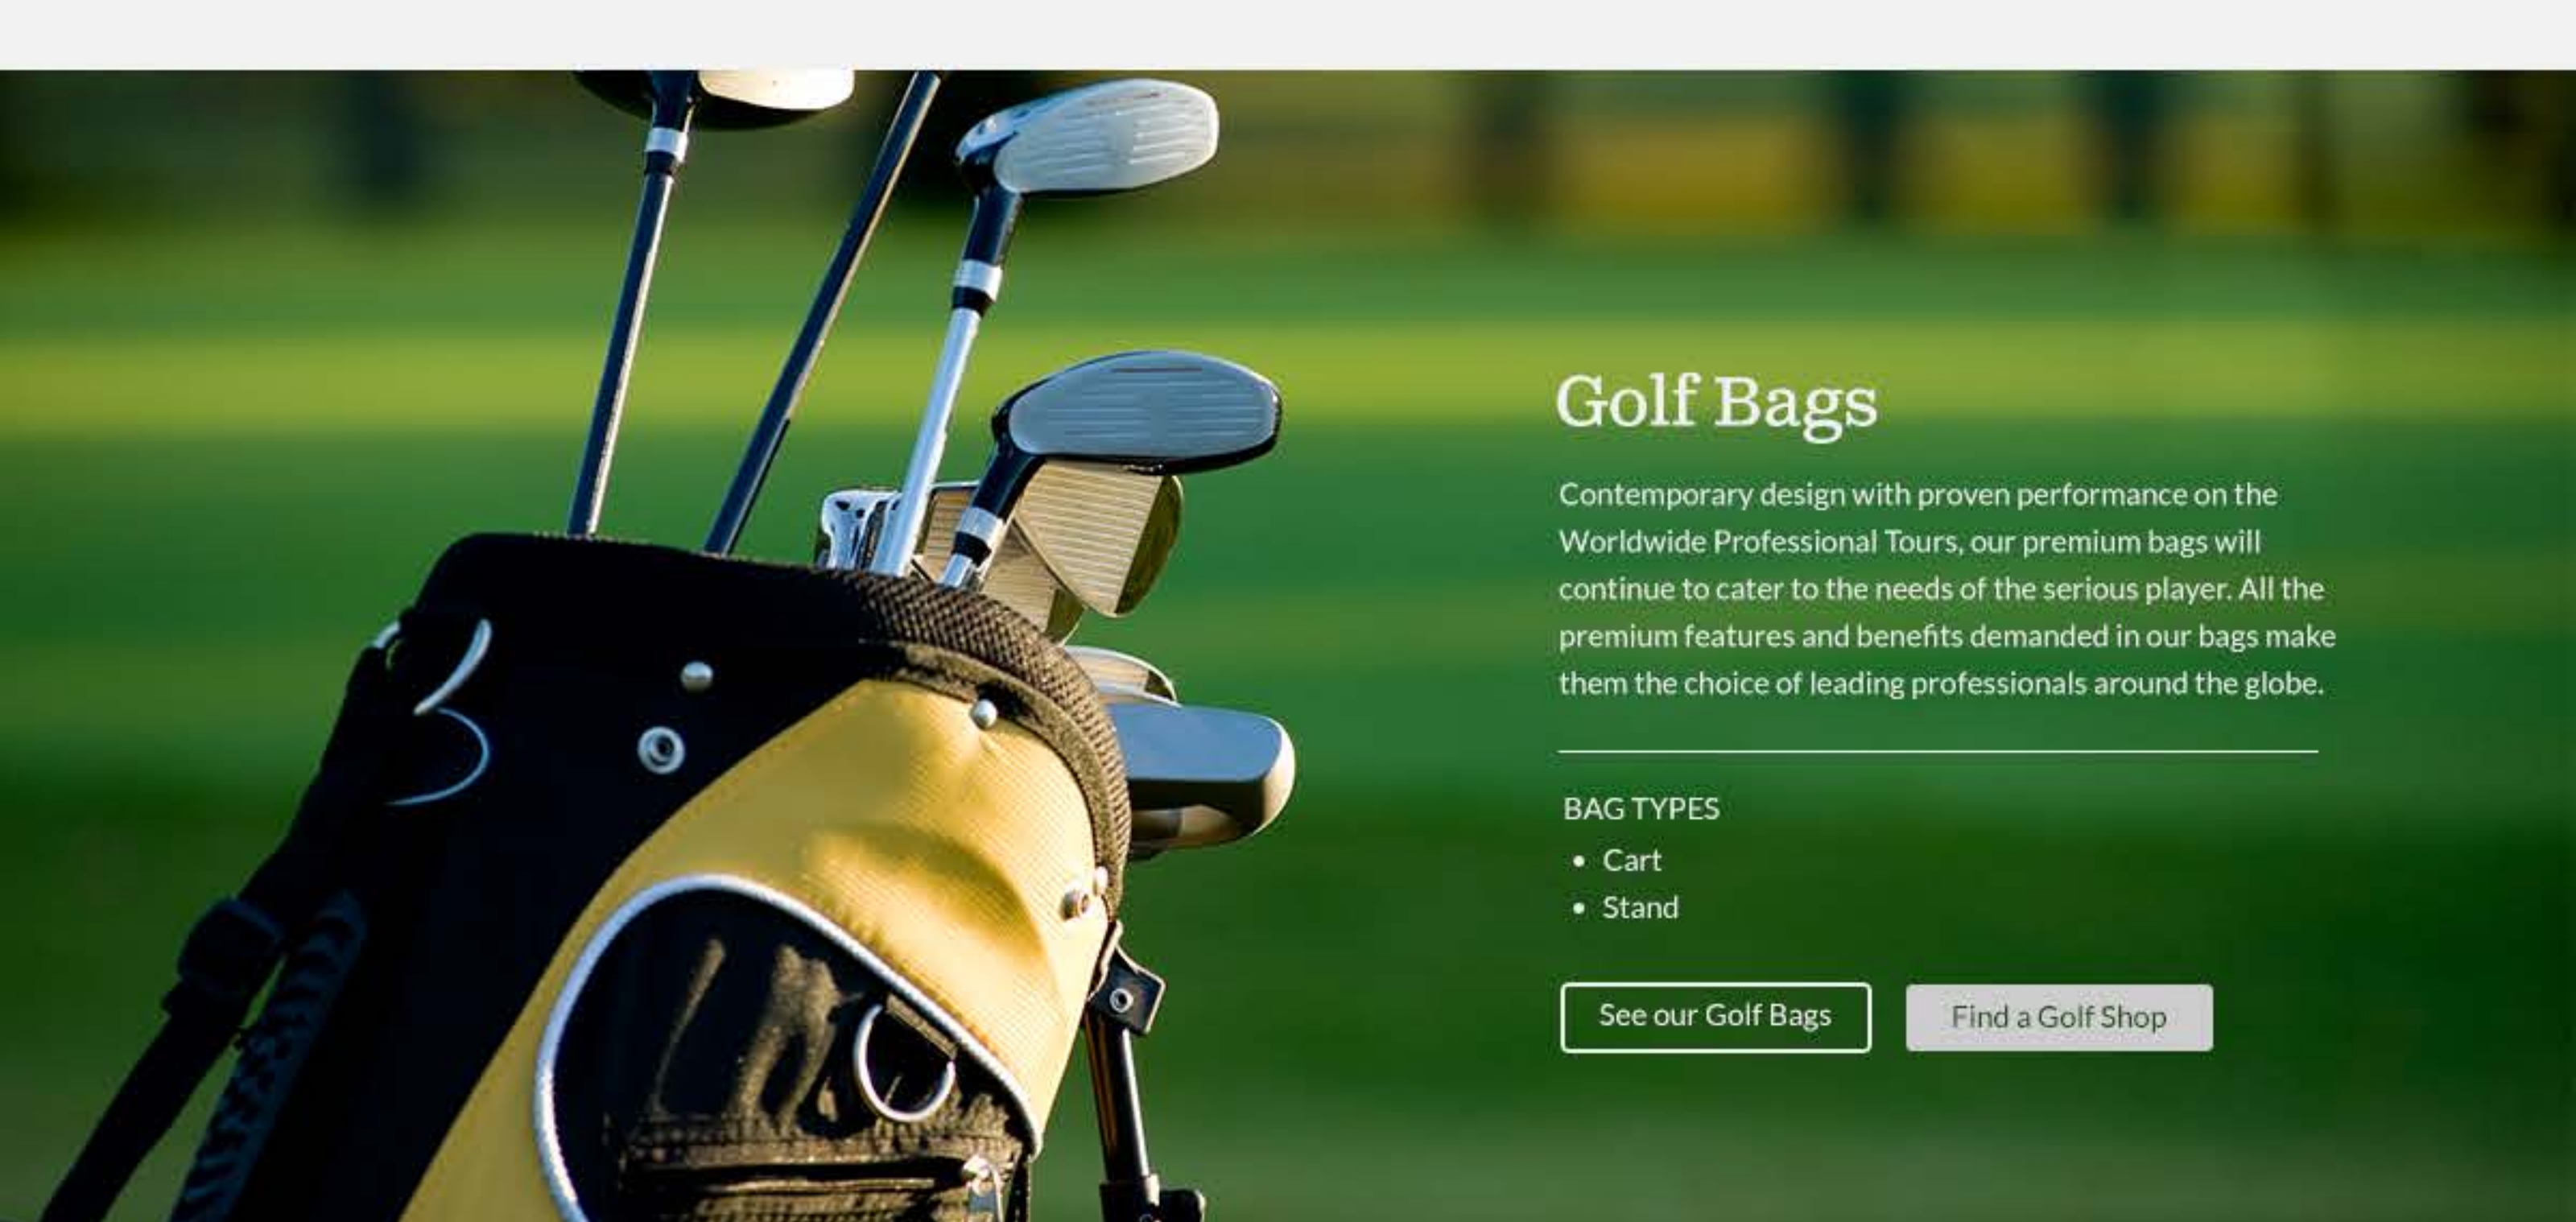 Golf Bags
Contemporary design with proven performance on the
Worldwide Professional Tours, our premium bags will
continue to cater to the needs of the serious player. All the
premium features and benefits demanded in our bags make
them the choice of leading professionals around the globe.
BAG TYPES
• Cart
• Stand
See our Golf Bags
Find a Golf Shop